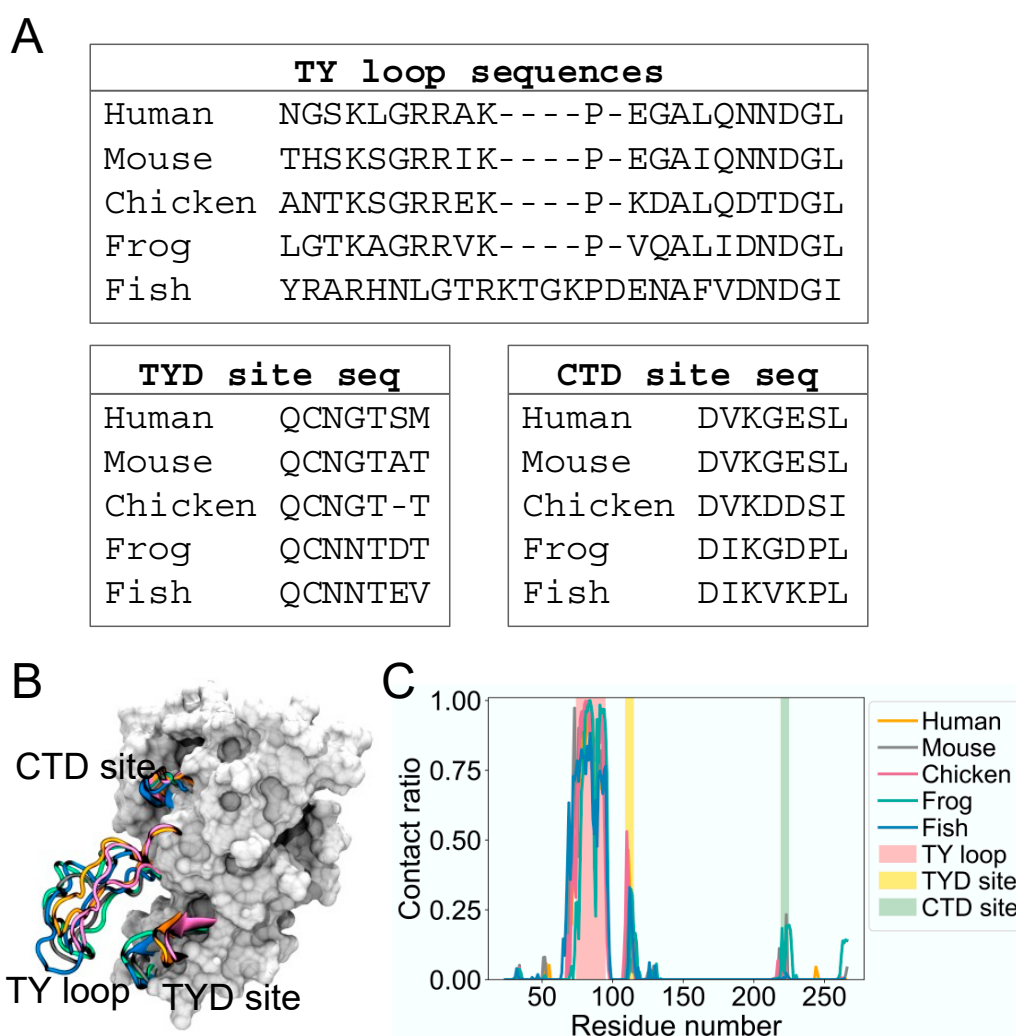 A
TY loop sequences
Human NGSKLGRRAK----P-EGALQNNDGL
Mouse THSKSGRRIK----P-EGAIQNNDGL
Chicken ANTKSGRREK----P-KDALQDTDGL
Frog LGTKAGRRVK----P-VQALIDNDGL
Fish YRARHNLGTRKTGKPDENAFVDNDGI
TYD site seq
Human QCNGTSM
Mouse QCNGTAT
Chicken QCNGT-T
Frog QCNNTDT
Fish QCNNTEV
CTD site seq
Human DVKGESL
Mouse DVKGESL
Chicken DVKDDSI
Frog DIKGDPL
Fish DIKVKPL
B
CTD site
TY loop
TYD site
C
Contact ratio
1.00
0.75
0.50
0.25
0.00
50
100
150
200
250
Residue number
Human
Mouse
Chicken
Frog
Fish
TY loop
TYD site
CTD site